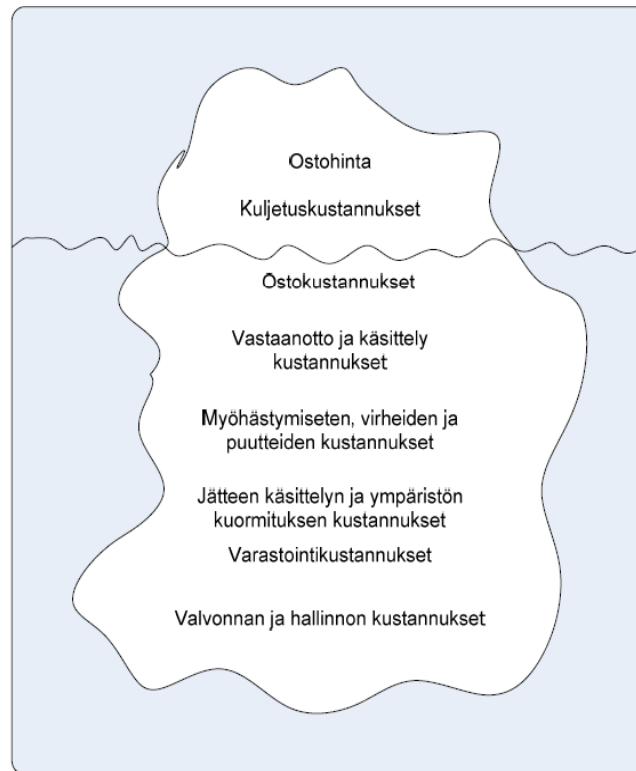 Ostohinta
Kuljetuskustannukset
Ostokustannukset
Vastaanotto ja käsittely
kustannukset
Myöhästymiseten, virheiden ja
puutteiden kustannukset
Jätteen käsittelyn ja ympäristön
kuormituksen kustannukset
Varastointikustannukset
Valvonnan ja hallinnon kustannukset